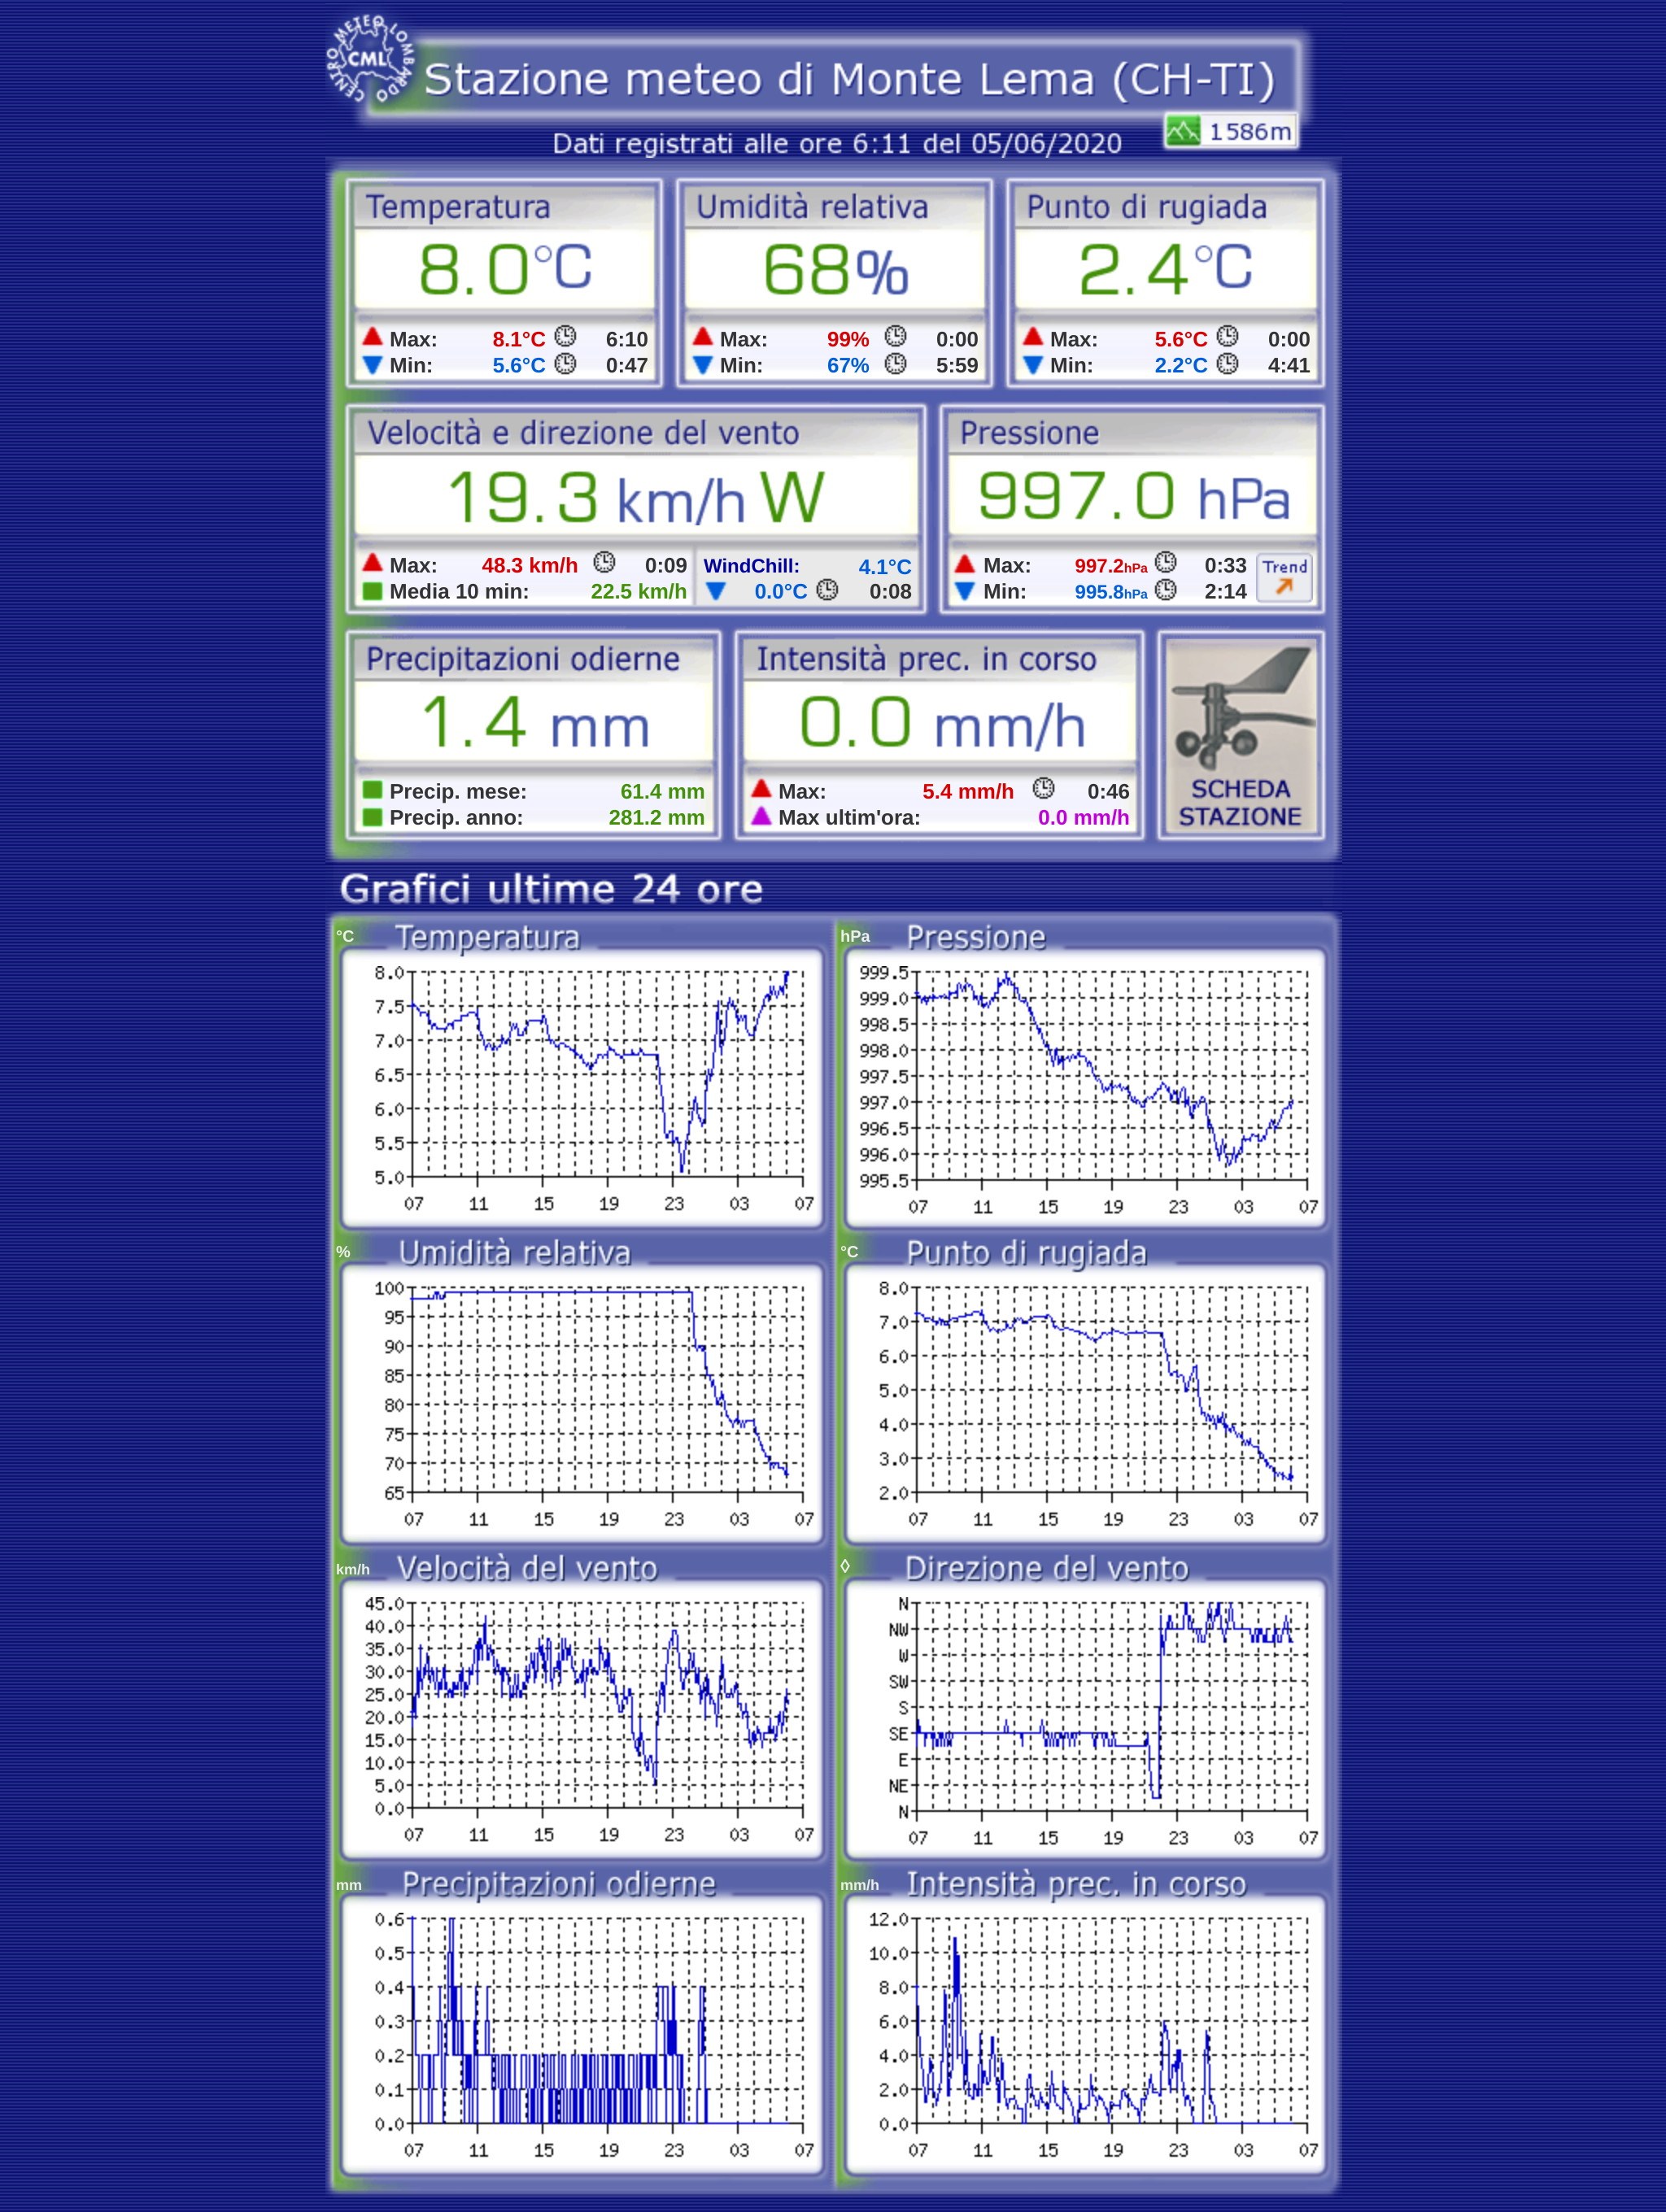 CENTRO METEO LOMBARDO
CML
Stazione meteo di Monte Lema (CH-TI)
1586m
Dati registrati alle ore 6:11 del 05/06/2020
Temperatura Umidità relativa Punto di rugiada
8.0°C 68% 2.4°C
Max: 8.1°C 6:10 Max: 99% 0:00 Max: 5.6°C 0:00
Min: 5.6°C 0:47 Min: 67% 5:59 Min: 2.2°C 4:41
Velocità e direzione del vento Pressione
19.3 km/h W 997.0 hPa
Max: 48.3 km/h 0:09 WindChill: 4.1°C Max: 997.2hPa 0:33 Trend
Media 10 min: 22.5 km/h 0.0°C 0:08 Min: 995.8hPa 2:14
Precipitazioni odierne Intensità prec. in corso
1.4 mm 0.0 mm/h
Precip. mese: 61.4 mm Max: 5.4 mm/h 0:46 SCHEDA
Precip. anno: 281.2 mm Max ultim'ora: 0.0 mm/h STAZIONE
Grafici ultime 24 ore
°C Temperatura
8.0
7.5
7.0
6.5
6.0
5.5
5.0
07 11 15 19 23 03 07
hPa Pressione
999.5
999.0
998.5
998.0
997.5
997.0
996.5
996.0
995.5
07 11 15 19 23 03 07
% Umidità relativa
100
95
90
85
80
75
70
65
07 11 15 19 23 03 07
°C Punto di rugiada
8.0
7.0
6.0
5.0
4.0
3.0
2.0
07 11 15 19 23 03 07
km/h Velocità del vento
45.0
40.0
35.0
30.0
25.0
20.0
15.0
10.0
5.0
0.0
07 11 15 19 23 03 07
◊ Direzione del vento
N
NW
W
SW
S
SE
E
NE
N
07 11 15 19 23 03 07
mm Precipitazioni odierne
0.6
0.5
0.4
0.3
0.2
0.1
0.0
07 11 15 19 23 03 07
mm/h Intensità prec. in corso
12.0
10.0
8.0
6.0
4.0
2.0
0.0
07 11 15 19 23 03 07